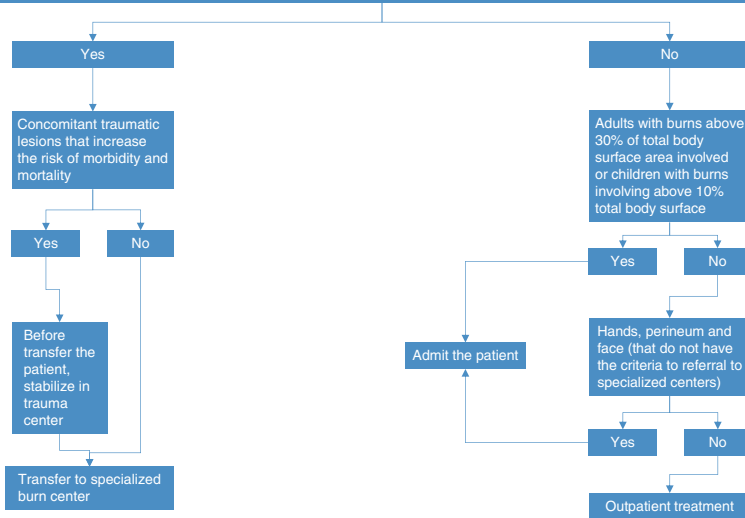 Yes
No
Concomitant traumatic
lesions that increase
the risk of morbidity and
mortality
Adults with burns above
30% of total body
surface area involved
or children with burns
involving above 10%
total body surface
Yes
No
Yes
No
Before
transfer the
patient,
stabilize in
trauma
center
Admit the patient
Hands, perineum and
face (that do not have
the criteria to referral to
specialized centers)
Yes
No
Transfer to specialized
burn center
Outpatient treatment